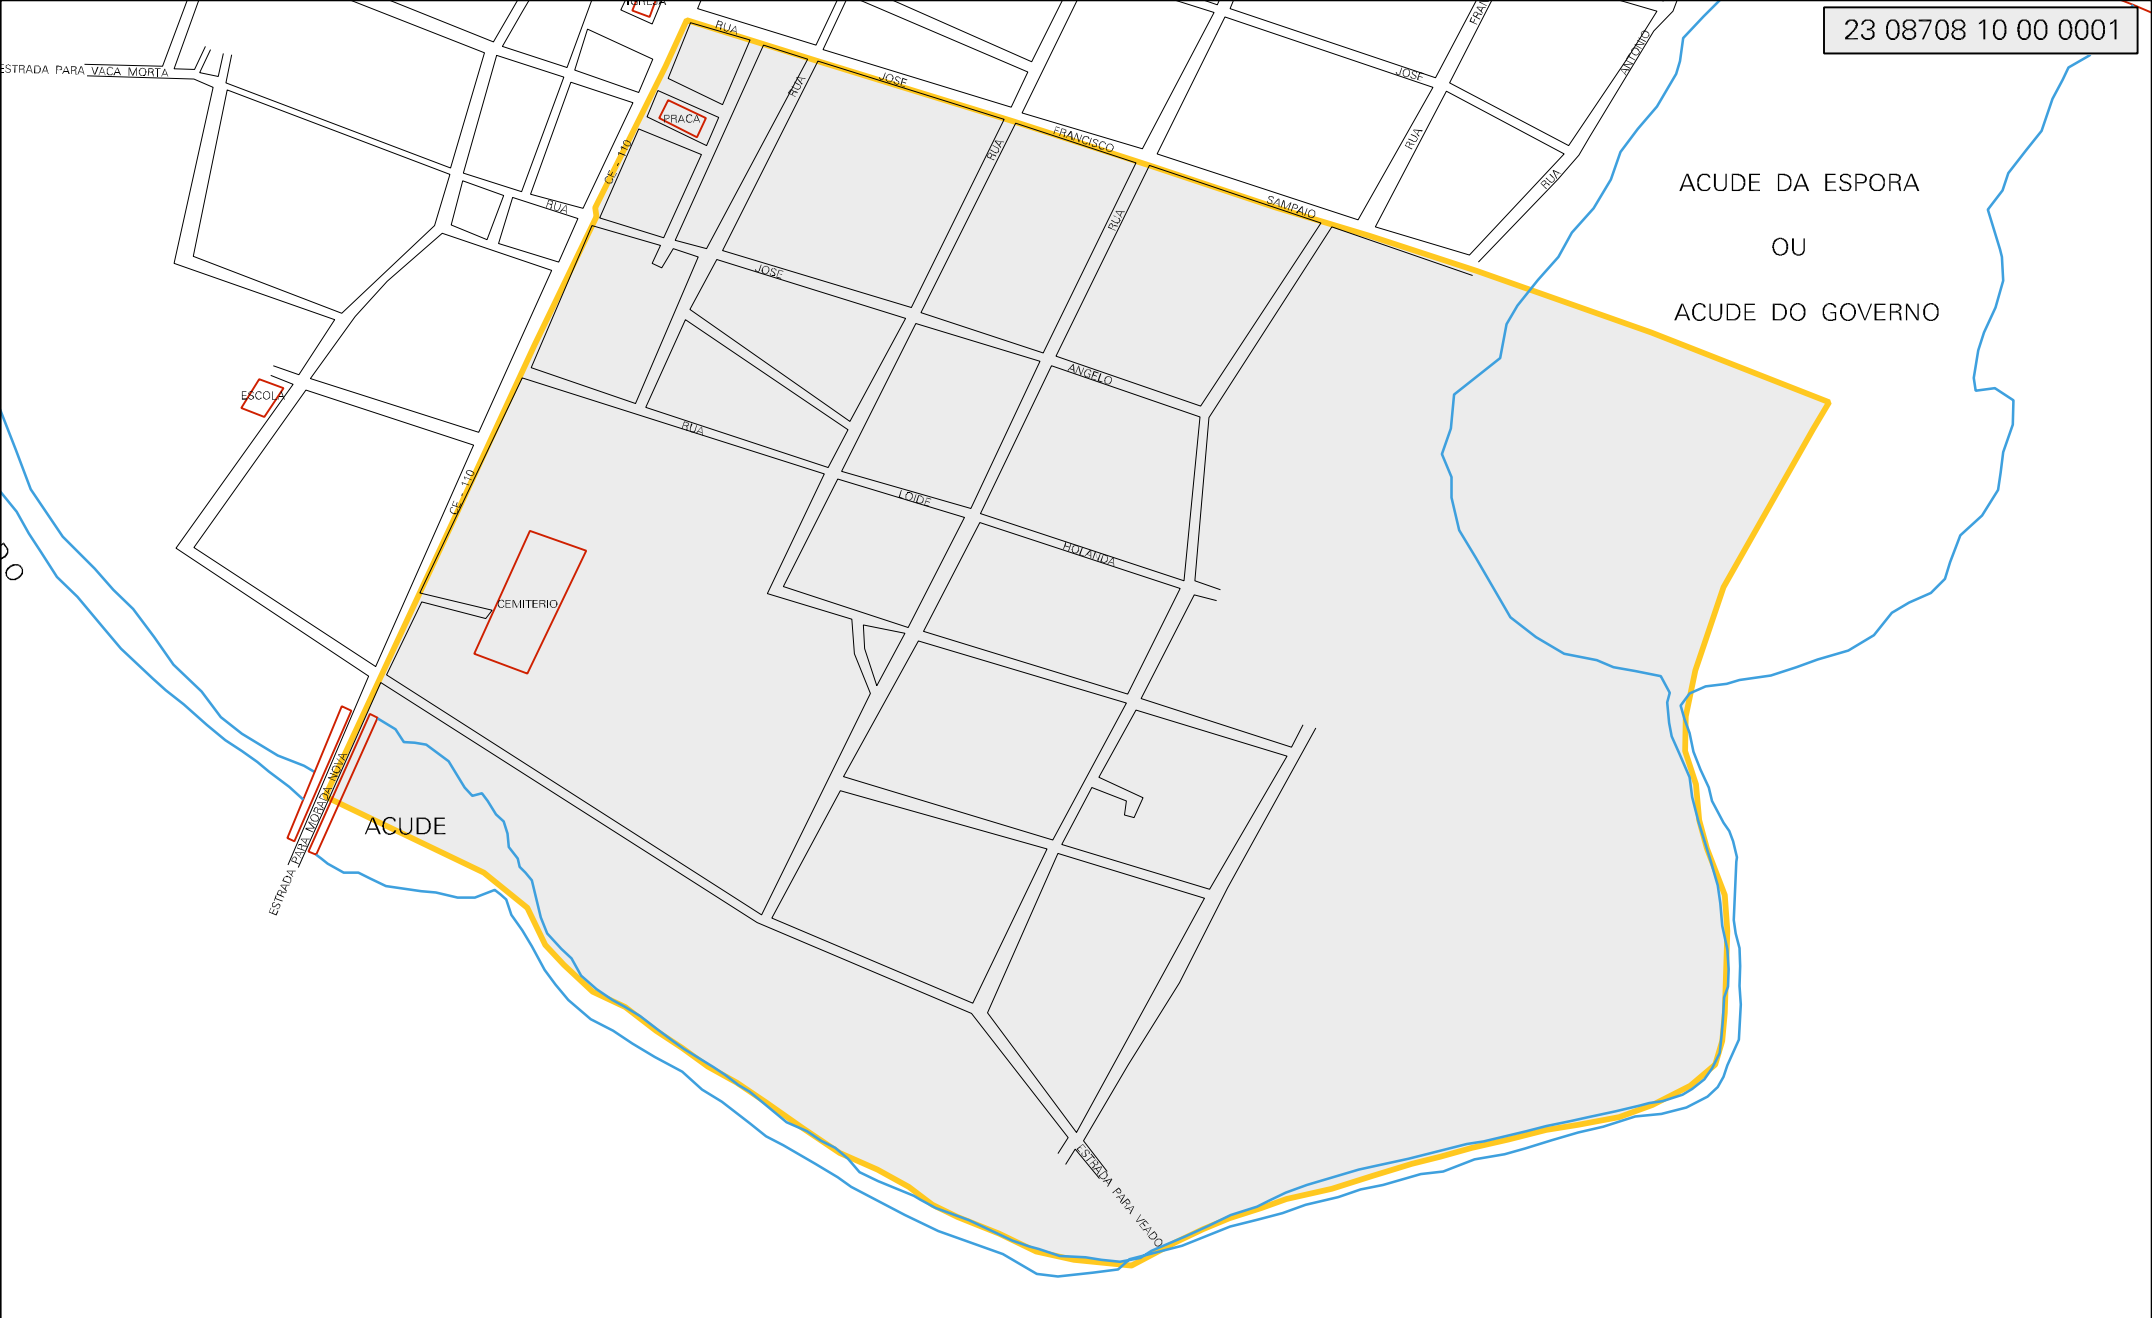 IGREJA
RUA
23 08708 10 00 0001
ESTRADA PARA VACA MORTA
JOSE
JOSE
ANTONIO
RUA
PRACA
FRANCISCO
RUA
RUA
CE - 110
RUA
ACUDE DA ESPORA
RUA
RUA
SAMPAIO
RUA
OU
JOSE
ACUDE DO GOVERNO
ANGELO
ESCOLA
RUA
CE - 110
LOIDE
HOLANDA
CEMITERIO
ACUDE
ESTRADA PARA MORADA NOVA
ESTRADA PARA VEADO